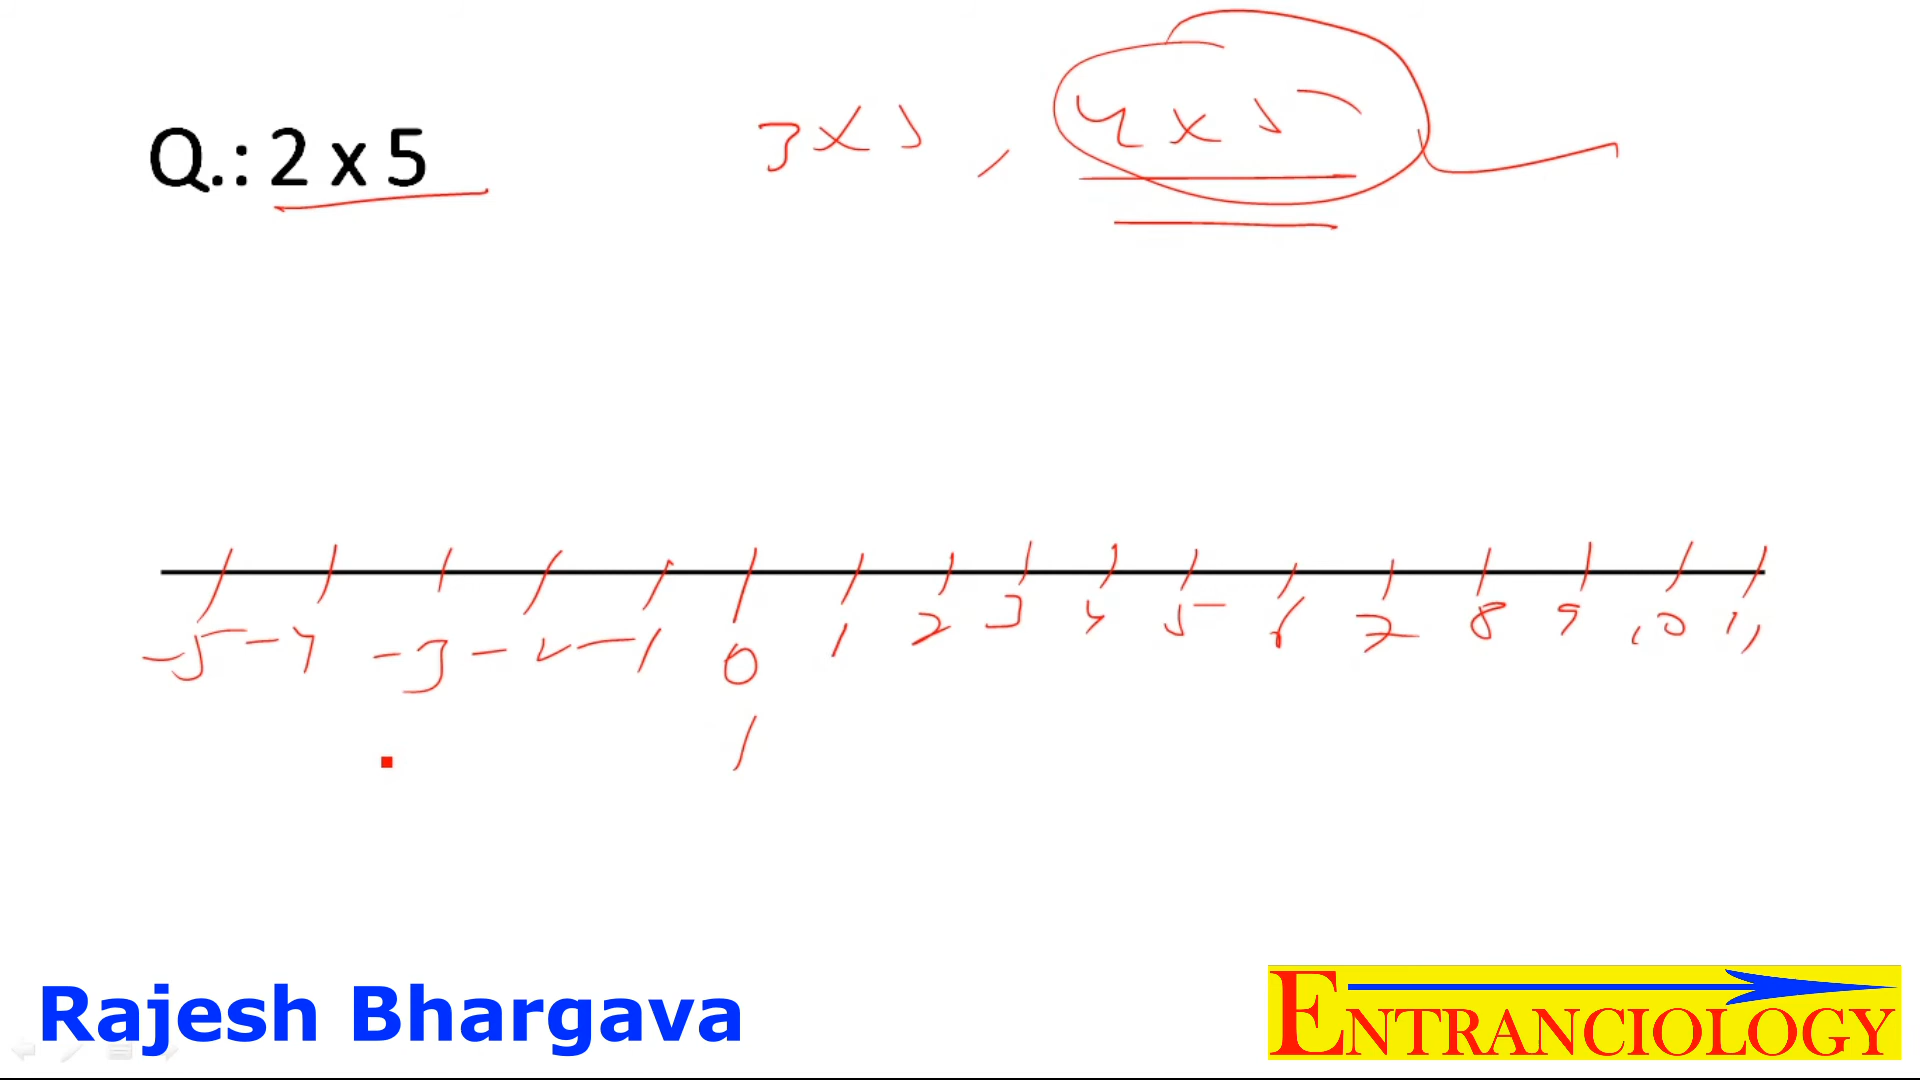 Q.: 2 x 5 3 x 5 , 4 x 5
-5 -4 -3 -2 -1 0 1 2 3 4 5 6 7 8 9 10 11
1
Rajesh Bhargava
ENTRANCIOLOGY